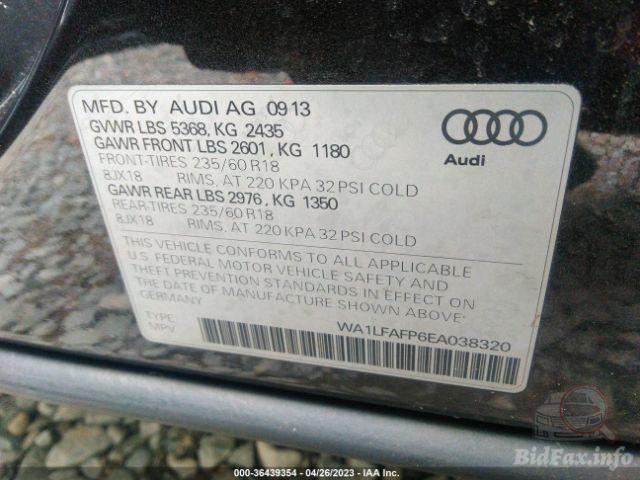 MFD. BY AUDI AG 0913
GVWR LBS 5368, KG 2435
GAWR FRONT LBS 2601, KG 1180
FRONT-TIRES 235/60 R18
8JX18 RIMS, AT 220 KPA 32 PSI COLD
GAWR REAR LBS 2976, KG 1350
REAR-TIRES 235/60 R18
8JX18 RIMS, AT 220 KPA 32 PSI COLD
Audi
THIS VEHICLE CONFORMS TO ALL APPLICABLE
U.S. FEDERAL MOTOR VEHICLE SAFETY AND
THEFT PREVENTION STANDARDS IN EFFECT ON
THE DATE OF MANUFACTURE SHOWN ABOVE.
GERMANY
TYPE:
MPV
WA1LFAFP6EA038320
BidFax.info
000-36439354 - 04/26/2023 - IAA Inc.